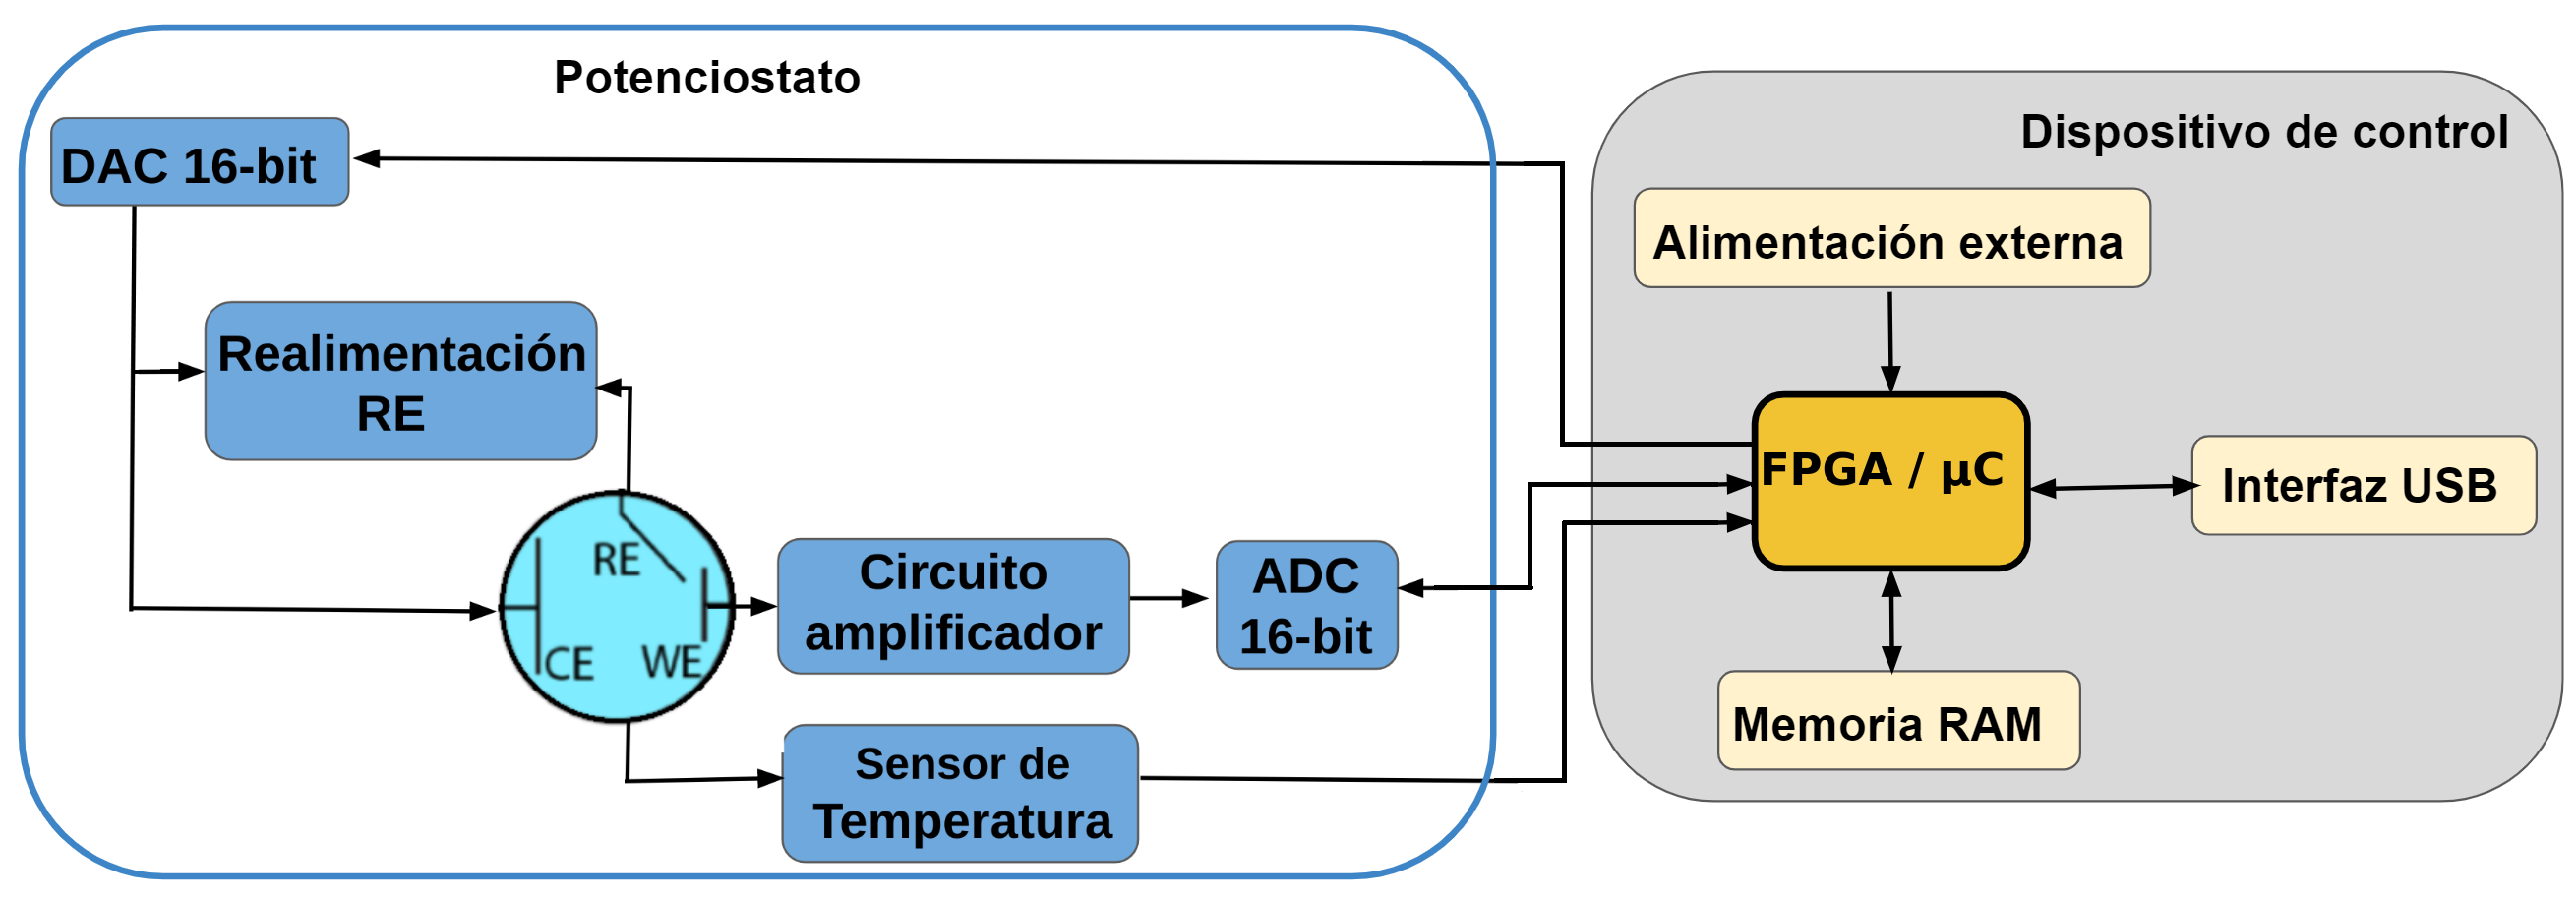 Potenciostato
DAC 16-bit
Realimentación
RE
RE
CE
WE
Circuito
amplificador
ADC
16-bit
Sensor de
Temperatura
Dispositivo de control
Alimentación externa
FPGA / µC
Interfaz USB
Memoria RAM